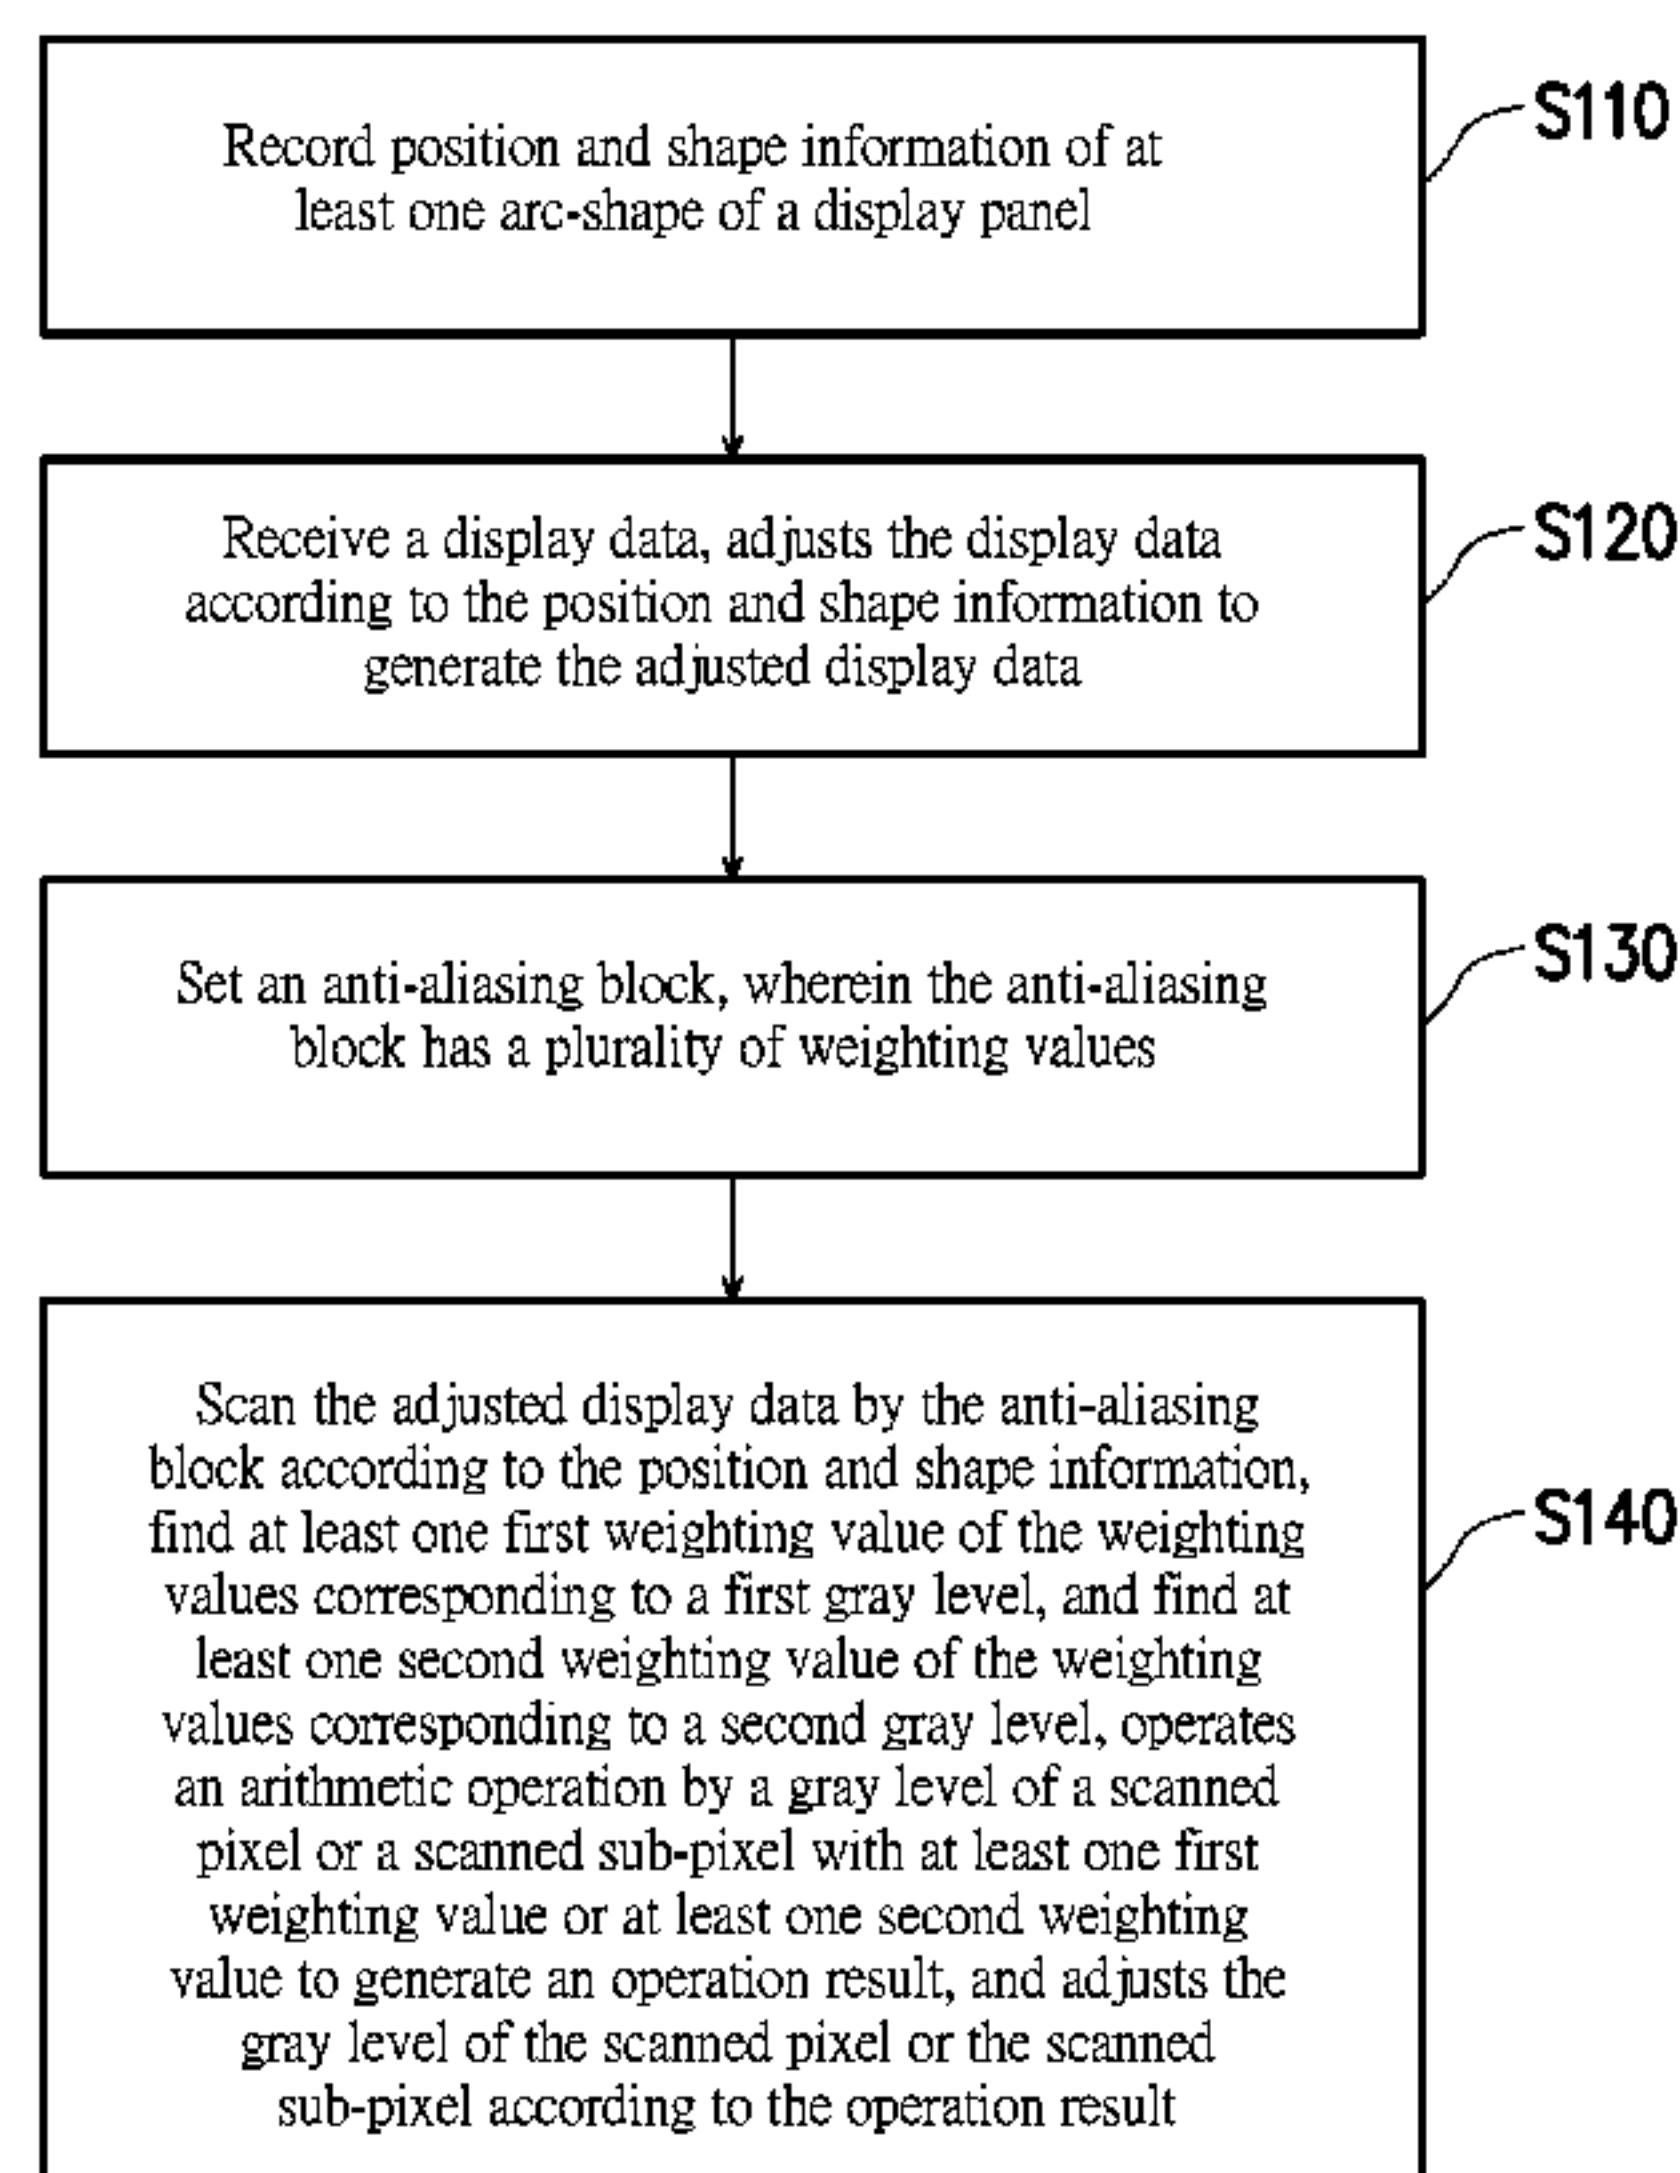 Record position and shape information of at
least one arc-shape of a display panel
S110
Receive a display data, adjusts the display data
according to the position and shape information to
generate the adjusted display data
S120
Set an anti-aliasing block, wherein the anti-aliasing
block has a plurality of weighting values
S130
Scan the adjusted display data by the anti-aliasing
block according to the position and shape information,
find at least one first weighting value of the weighting
values corresponding to a first gray level, and find at
least one second weighting value of the weighting
values corresponding to a second gray level, operates
an arithmetic operation by a gray level of a scanned
pixel or a scanned sub-pixel with at least one first
weighting value or at least one second weighting
value to generate an operation result, and adjusts the
gray level of the scanned pixel or the scanned
sub-pixel according to the operation result
S140